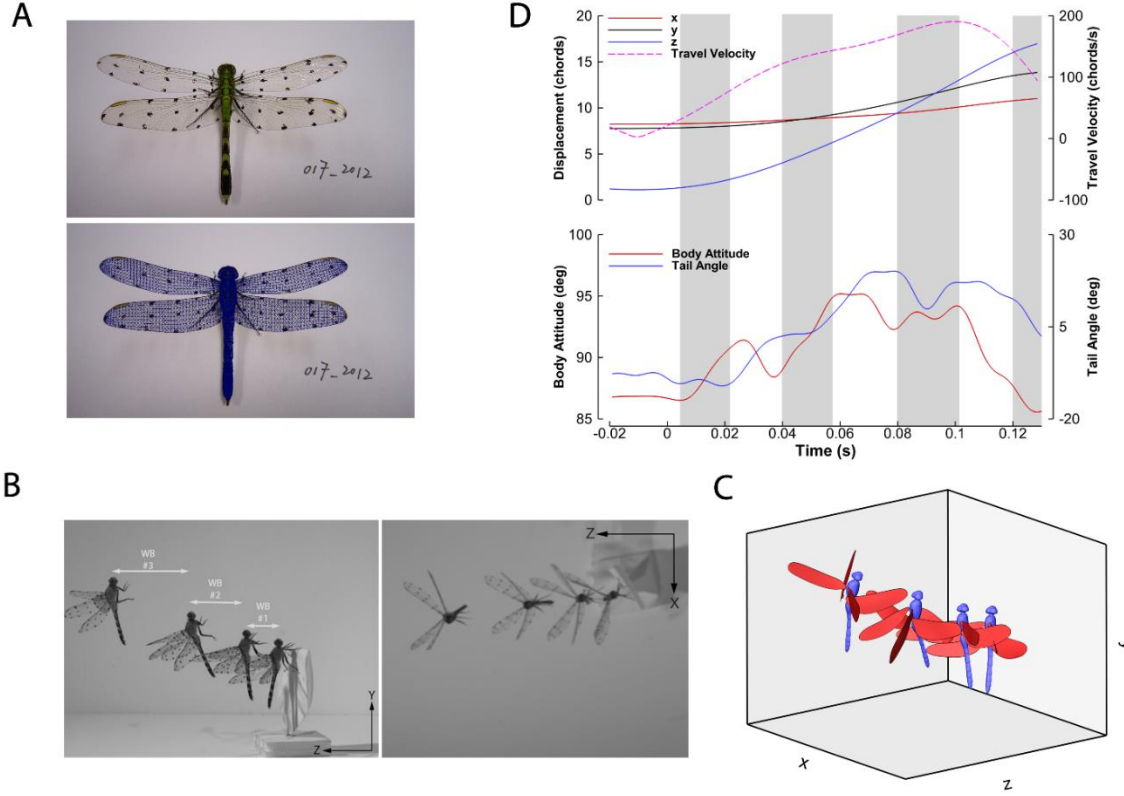 A
017_2012
017_2012
B
WB
#3
WB
#2
WB
#1
Y
Z
Z
X
D
x
y
z
Travel Velocity
Displacement (chords)
20
15
10
5
0
Travel Velocity (chords/s)
200
100
0
-100
Body Attitude
Tail Angle
Body Attitude (deg)
100
95
90
85
Tail Angle (deg)
30
5
-20
-0.02 0 0.02 0.04 0.06 0.08 0.1 0.12
Time (s)
C
x
z